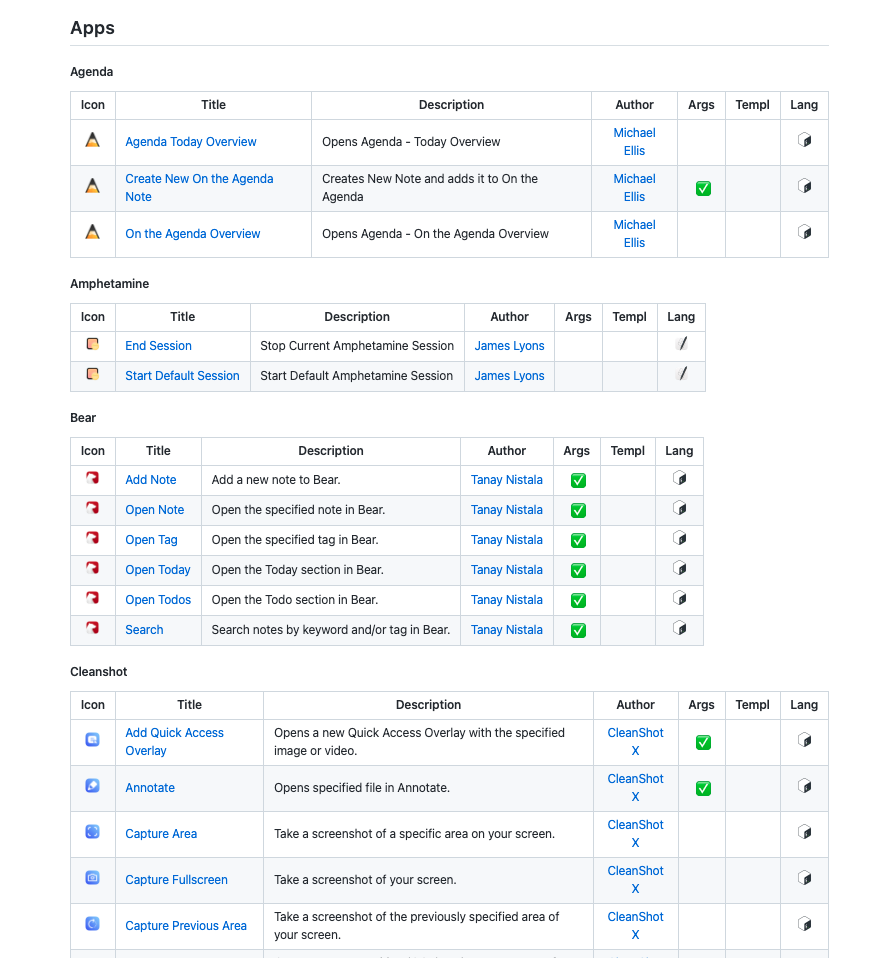 Apps
Agenda
Icon Title Description Author Args Templ Lang
Agenda Today Overview Opens Agenda - Today Overview Michael Ellis
Create New On the Agenda Note Creates New Note and adds it to On the Agenda Michael Ellis ✅
On the Agenda Overview Opens Agenda - On the Agenda Overview Michael Ellis
Amphetamine
Icon Title Description Author Args Templ Lang
End Session Stop Current Amphetamine Session James Lyons
Start Default Session Start Default Amphetamine Session James Lyons
Bear
Icon Title Description Author Args Templ Lang
Add Note Add a new note to Bear. Tanay Nistala ✅
Open Note Open the specified note in Bear. Tanay Nistala ✅
Open Tag Open the specified tag in Bear. Tanay Nistala ✅
Open Today Open the Today section in Bear. Tanay Nistala ✅
Open Todos Open the Todo section in Bear. Tanay Nistala ✅
Search Search notes by keyword and/or tag in Bear. Tanay Nistala ✅
Cleanshot
Icon Title Description Author Args Templ Lang
Add Quick Access Overlay Opens a new Quick Access Overlay with the specified image or video. CleanShot X ✅
Annotate Opens specified file in Annotate. CleanShot X ✅
Capture Area Take a screenshot of a specific area on your screen. CleanShot X
Capture Fullscreen Take a screenshot of your screen. CleanShot X
Capture Previous Area Take a screenshot of the previously specified area of your screen. CleanShot X